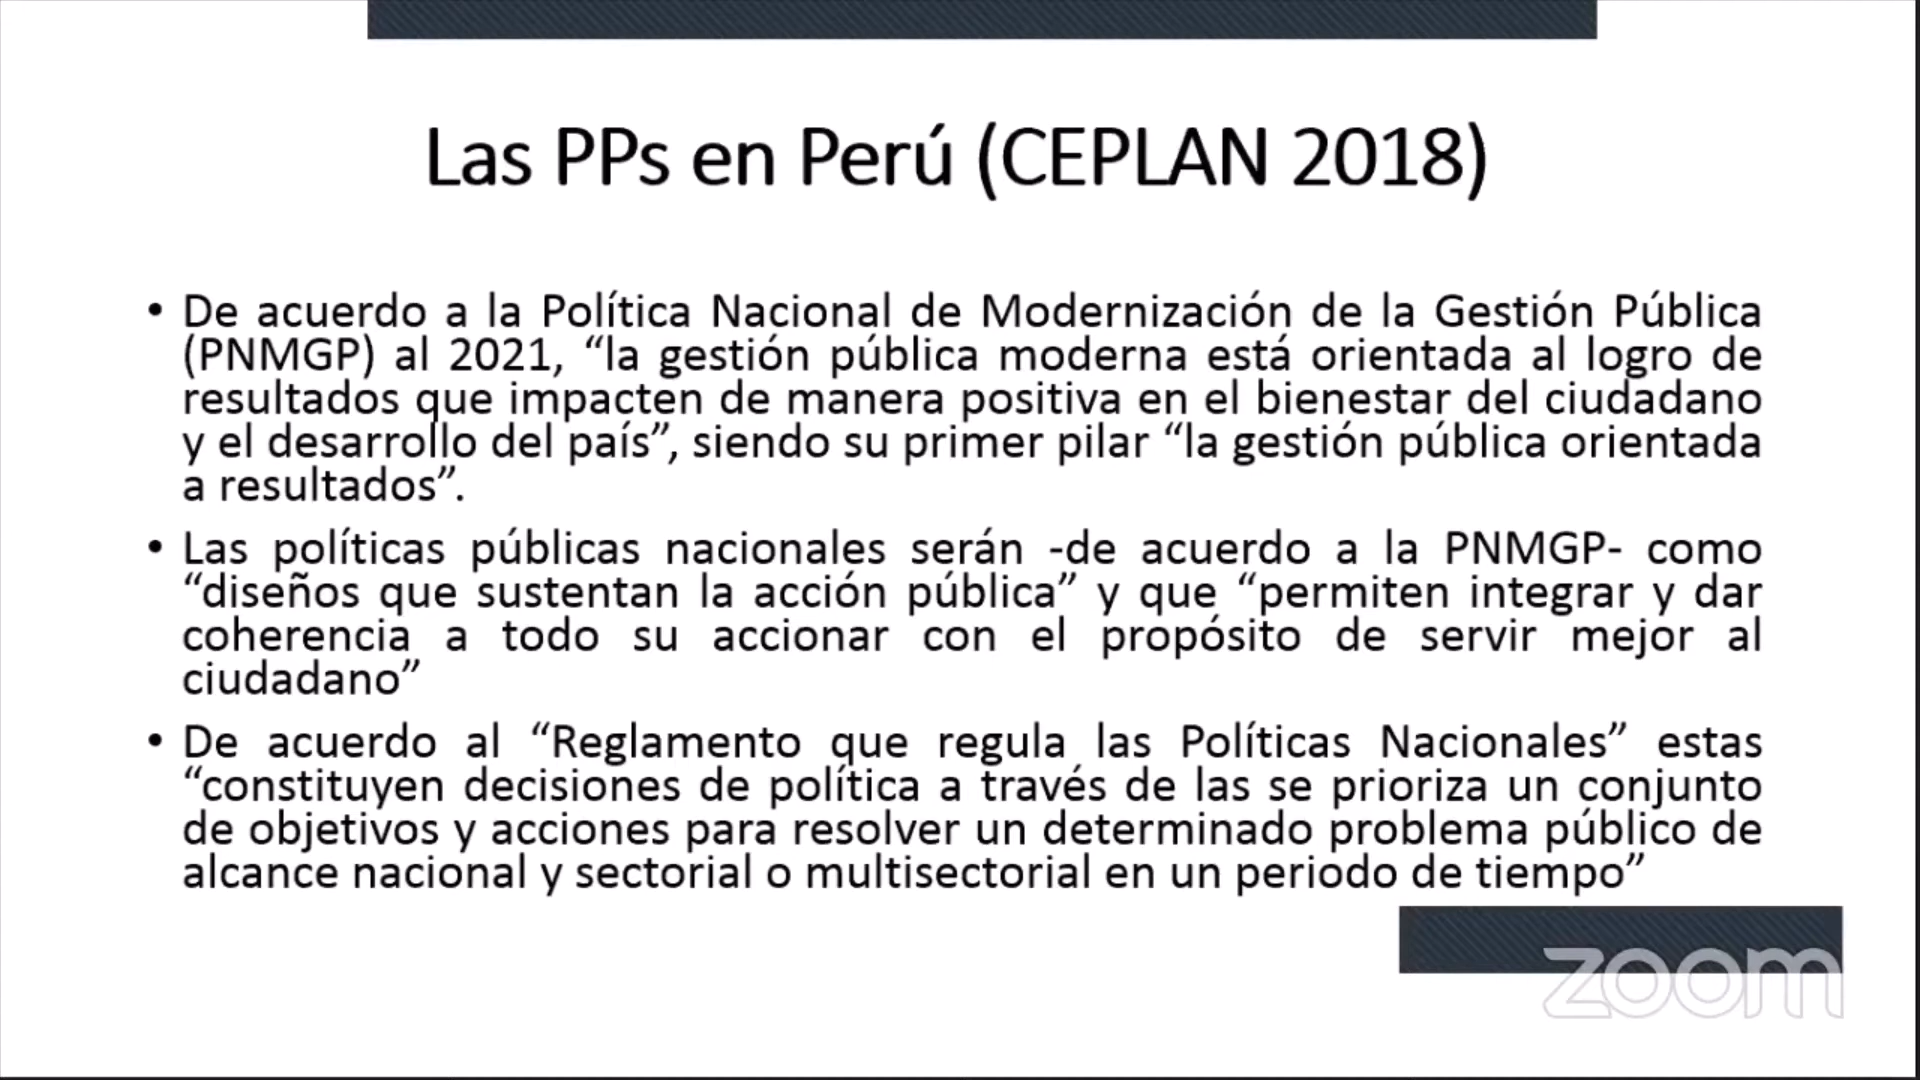 Las PPs en Perú (CEPLAN 2018)
• De acuerdo a la Política Nacional de Modernización de la Gestión Pública
(PNMGP) al 2021, “la gestión pública moderna está orientada al logro de
resultados que impacten de manera positiva en el bienestar del ciudadano
y el desarrollo del país”, siendo su primer pilar “la gestión pública orientada
a resultados”.
• Las políticas públicas nacionales serán -de acuerdo a la PNMGP- como
“diseños que sustentan la acción pública” y que “permiten integrar y dar
coherencia a todo su accionar con el propósito de servir mejor al
ciudadano”
• De acuerdo al “Reglamento que regula las Políticas Nacionales” estas
“constituyen decisiones de política a través de las se prioriza un conjunto
de objetivos y acciones para resolver un determinado problema público de
alcance nacional y sectorial o multisectorial en un periodo de tiempo”
zoom